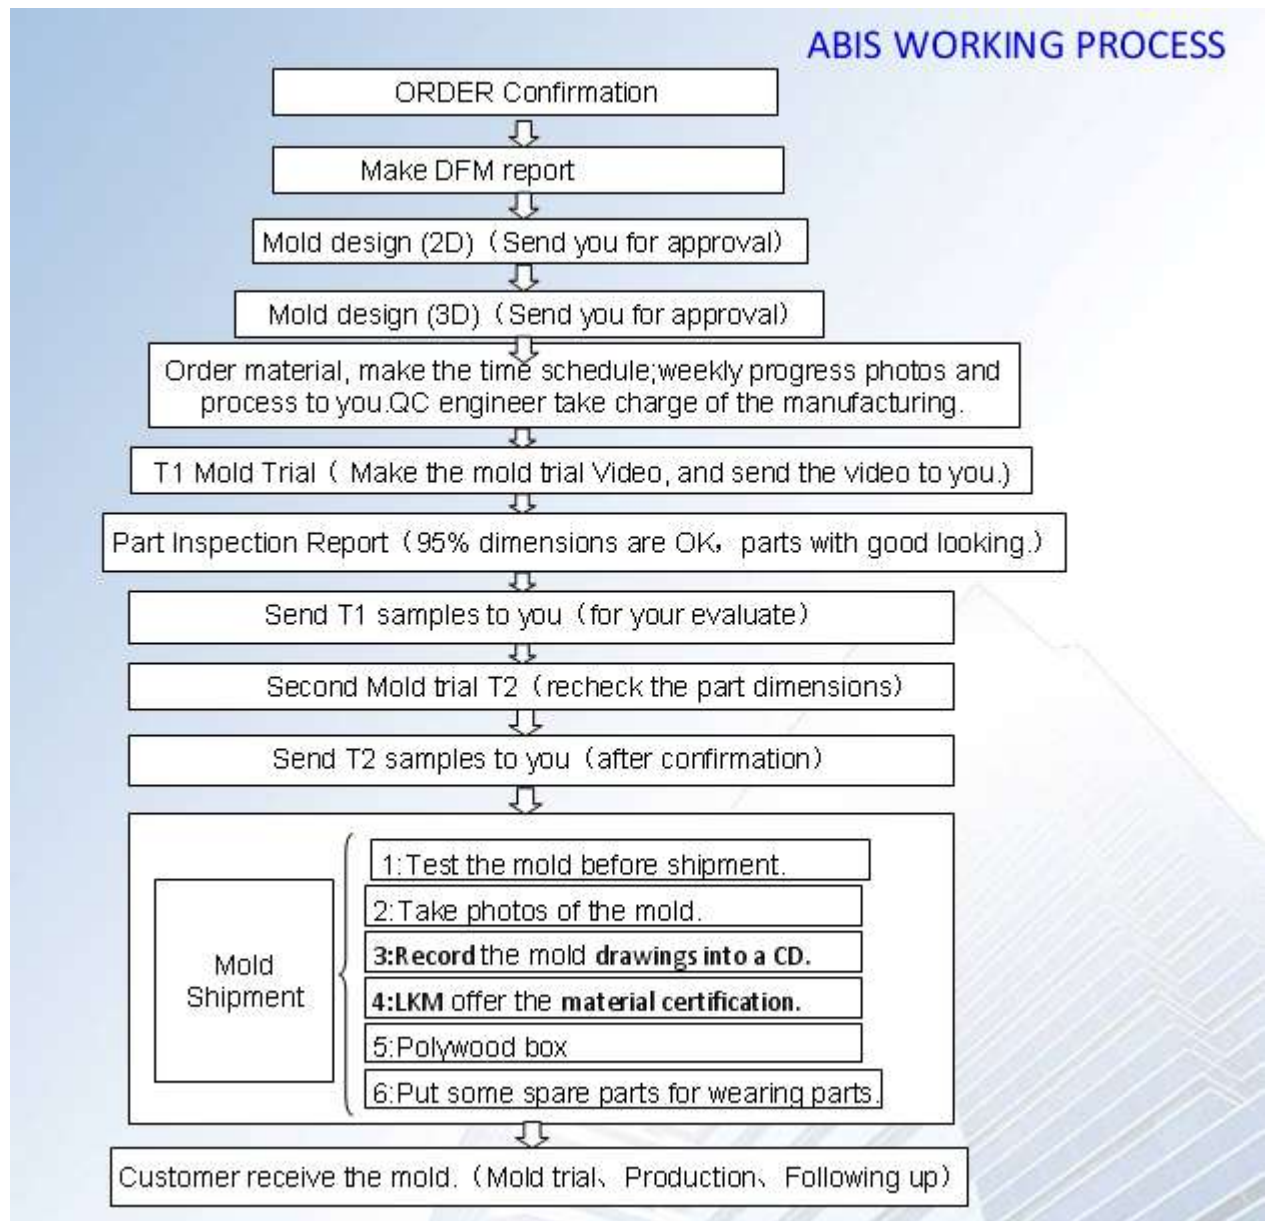 ABIS WORKING PROCESS
ORDER Confirmation
Make DFM report
Mold design (2D)（Send you for approval）
Mold design (3D)（Send you for approval）
Order material, make the time schedule;weekly progress photos and
process to you.QC engineer take charge of the manufacturing.
T1 Mold Trial（ Make the mold trial Video, and send the video to you.)
Part Inspection Report（95% dimensions are OK，parts with good looking.）
Send T1 samples to you（for your evaluate）
Second Mold trial T2（recheck the part dimensions）
Send T2 samples to you（after confirmation）
Mold
Shipment
1:Test the mold before shipment.
2:Take photos of the mold.
3:Record the mold drawings into a CD.
4:LKM offer the material certification.
5:Polywood box
6:Put some spare parts for wearing parts.
Customer receive the mold.（Mold trial、Production、Following up）